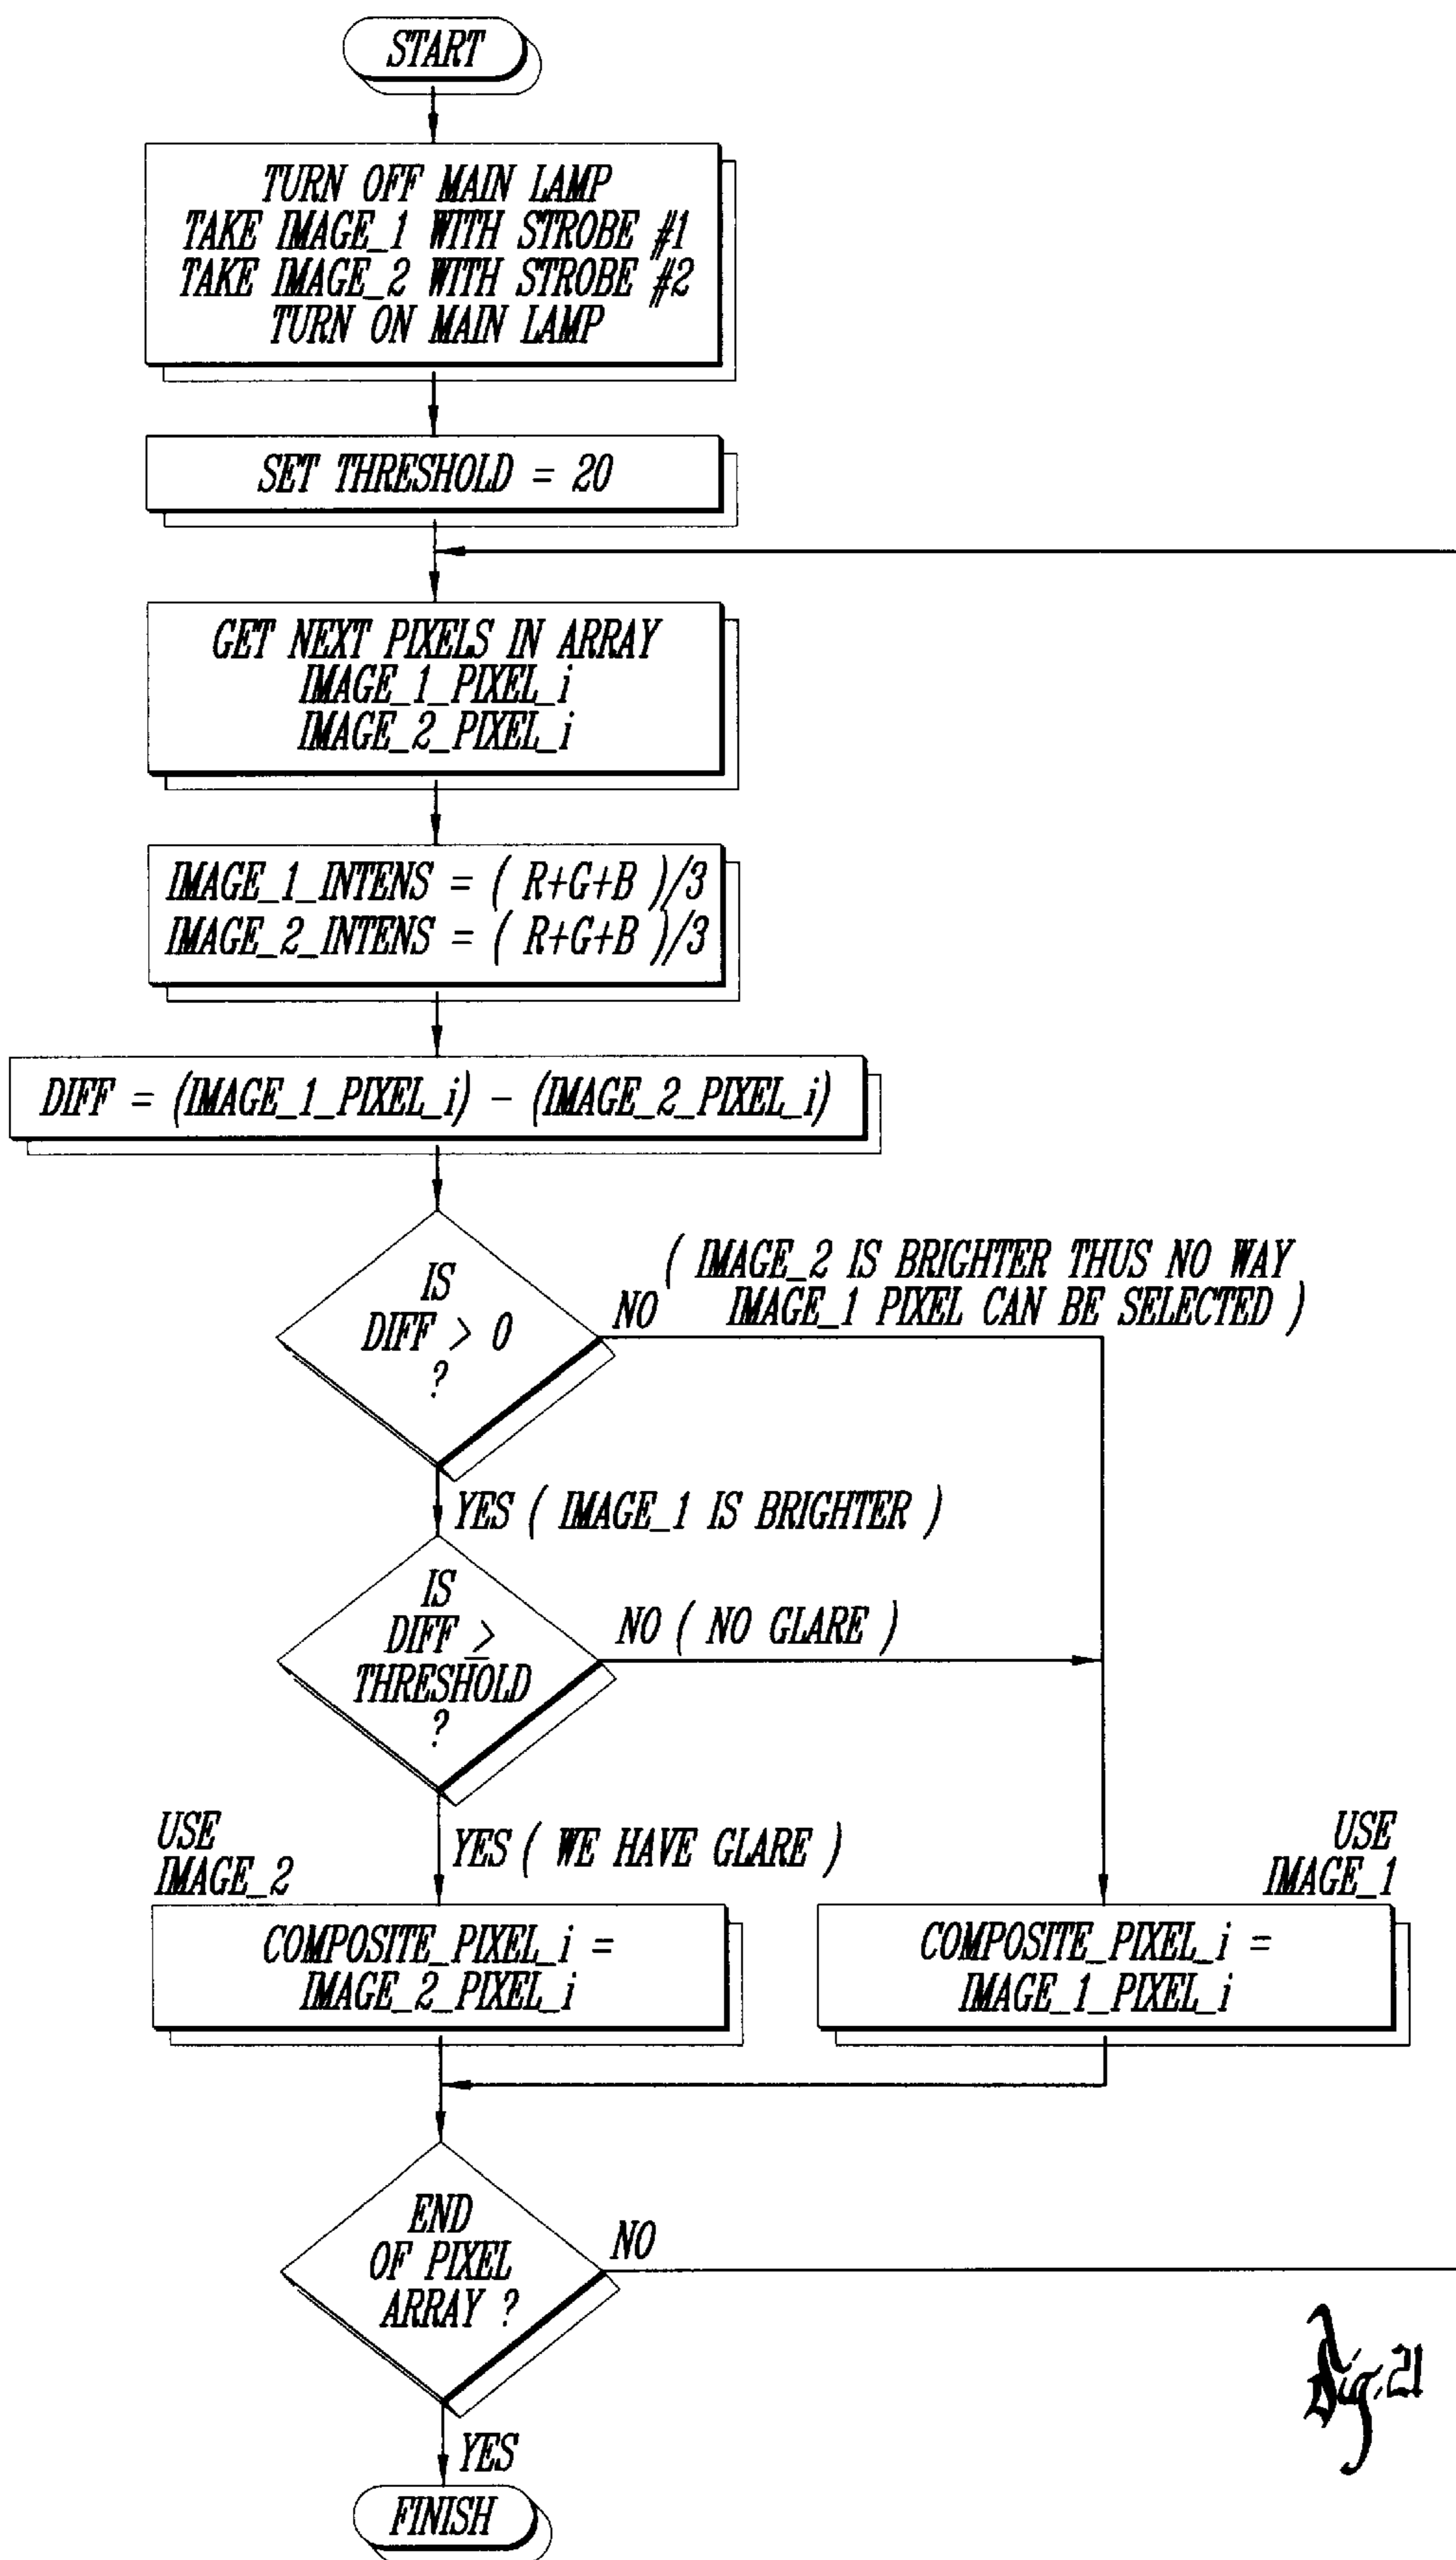 START
TURN OFF MAIN LAMP
TAKE IMAGE_1 WITH STROBE #1
TAKE IMAGE_2 WITH STROBE #2
TURN ON MAIN LAMP
SET THRESHOLD = 20
GET NEXT PIXELS IN ARRAY
IMAGE_1_PIXEL_i
IMAGE_2_PIXEL_i
IMAGE_1_INTENS = ( R+G+B )/3
IMAGE_2_INTENS = ( R+G+B )/3
DIFF = (IMAGE_1_PIXEL_i) - (IMAGE_2_PIXEL_i)
IS
DIFF > 0
?
NO
( IMAGE_2 IS BRIGHTER THUS NO WAY
IMAGE_1 PIXEL CAN BE SELECTED )
YES ( IMAGE_1 IS BRIGHTER )
IS
DIFF ≥
THRESHOLD
?
NO ( NO GLARE )
YES ( WE HAVE GLARE )
USE
IMAGE_2
COMPOSITE_PIXEL_i =
IMAGE_2_PIXEL_i
USE
IMAGE_1
COMPOSITE_PIXEL_i =
IMAGE_1_PIXEL_i
END
OF PIXEL
ARRAY ?
NO
YES
FINISH
Fig. 21